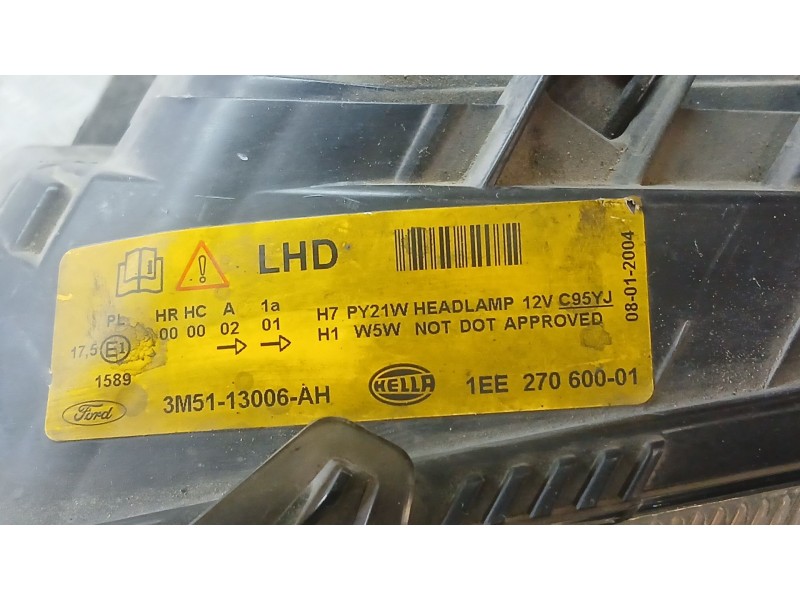 LHD
PL HR HC A 1a
00 00 02 01
17,5 E1
1589
H7 PY21W HEADLAMP 12V C95YJ
H1 W5W NOT DOT APPROVED
08-01-2004
Ford
3M51-13006-AH
HELLA
1EE 270 600-01